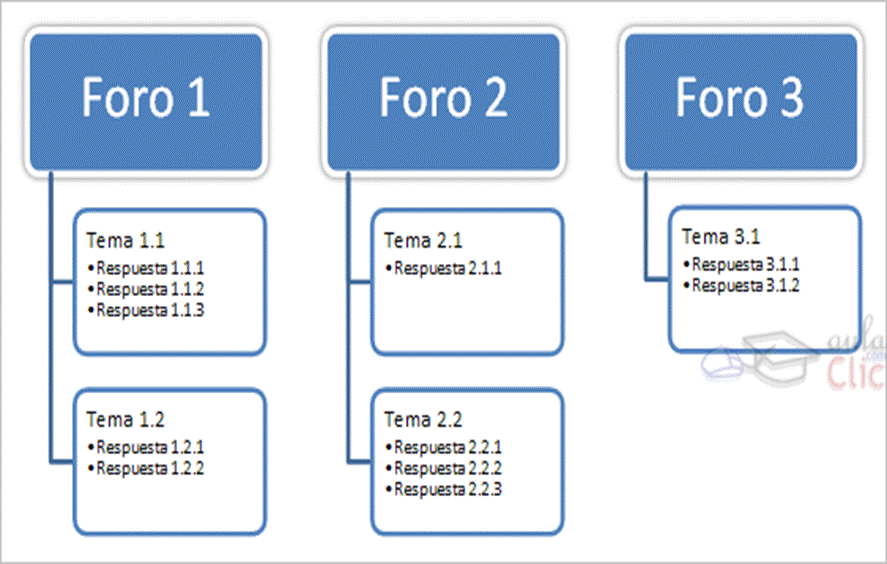 Foro 1
Tema 1.1
•Respuesta 1.1.1
•Respuesta 1.1.2
•Respuesta 1.1.3
Tema 1.2
•Respuesta 1.2.1
•Respuesta 1.2.2
Foro 2
Tema 2.1
•Respuesta 2.1.1
Tema 2.2
•Respuesta 2.2.1
•Respuesta 2.2.2
•Respuesta 2.2.3
Foro 3
Tema 3.1
•Respuesta 3.1.1
•Respuesta 3.1.2
aula
.com
Clic